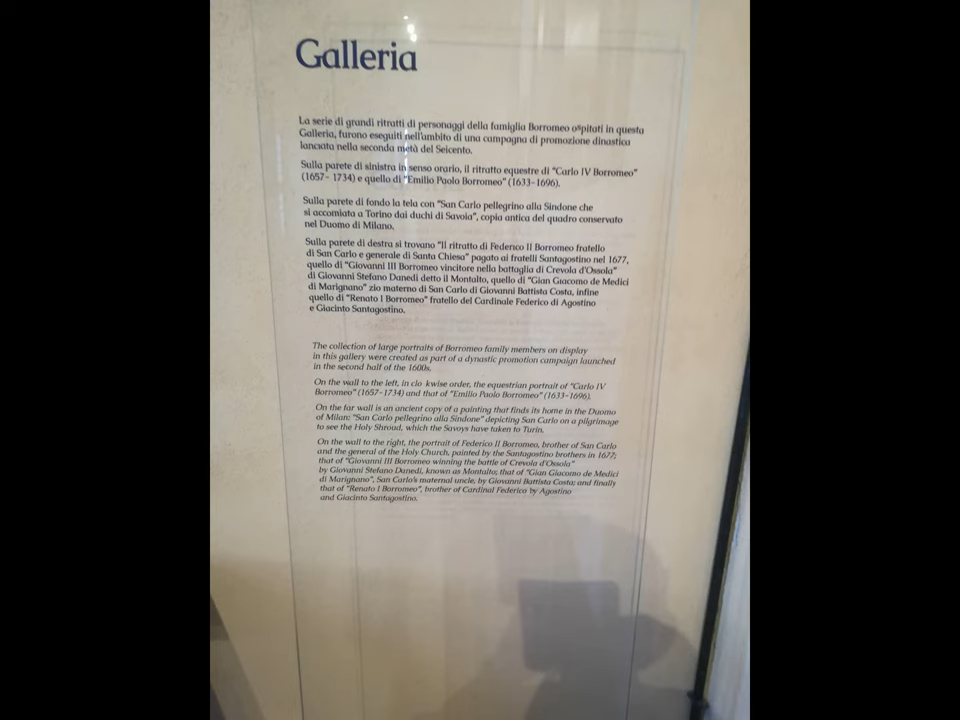 Galleria
La serie di grandi ritratti di personaggi della famiglia Borromeo ospitati in questa
Galleria, furono eseguiti nell'ambito di una campagna di promozione dinastica
lanciata nella seconda metà del Seicento.
Sulla parete di sinistra in senso orario, il ritratto equestre di "Carlo IV Borromeo"
(1657- 1734) e quello di "Emilio Paolo Borromeo" (1633-1696).
Sulla parete di fondo la tela con "San Carlo pellegrino alla Sindone che
si accomiata a Torino dai duchi di Savoia", copia antica del quadro conservato
nel Duomo di Milano.
Sulla parete di destra si trovano "Il ritratto di Federico II Borromeo fratello
di San Carlo e generale di Santa Chiesa" pagato ai fratelli Santagostino nel 1677,
quello di "Giovanni III Borromeo vincitore nella battaglia di Crevola d'Ossola"
di Giovanni Stefano Danedi detto il Montalto, quello di "Gian Giacomo de Medici
di Marignano" zio materno di San Carlo di Giovanni Battista Costa, infine
quello di "Renato I Borromeo" fratello del Cardinale Federico di Agostino
e Giacinto Santagostino.
The collection of large portraits of Borromeo family members on display
in this gallery were created as part of a dynastic promotion campaign launched
in the second half of the 1600s.
On the wall to the left, in clo kwise order, the equestrian portrait of "Carlo IV
Borromeo" (1657-1734) and that of "Emilio Paolo Borromeo" (1633-1696).
On the far wall is an ancient copy of a painting that finds its home in the Duomo
of Milan: "San Carlo pellegrino alla Sindone" depicting San Carlo on a pilgrimage
to see the Holy Shroud, which the Savoys have taken to Turin.
On the wall to the right, the portrait of Federico II Borromeo, brother of San Carlo
and the general of the Holy Church, painted by the Santagostino brothers in 1677;
that of "Giovanni III Borromeo winning the battle of Crevola d'Ossola"
by Giovanni Stefano Danedi, known as Montalto; that of "Gian Giacomo de Medici
di Marignano", San Carlo's maternal uncle, by Giovanni Battista Costa; and finally
that of "Renato I Borromeo", brother of Cardinal Federico by Agostino
and Giacinto Santagostino.